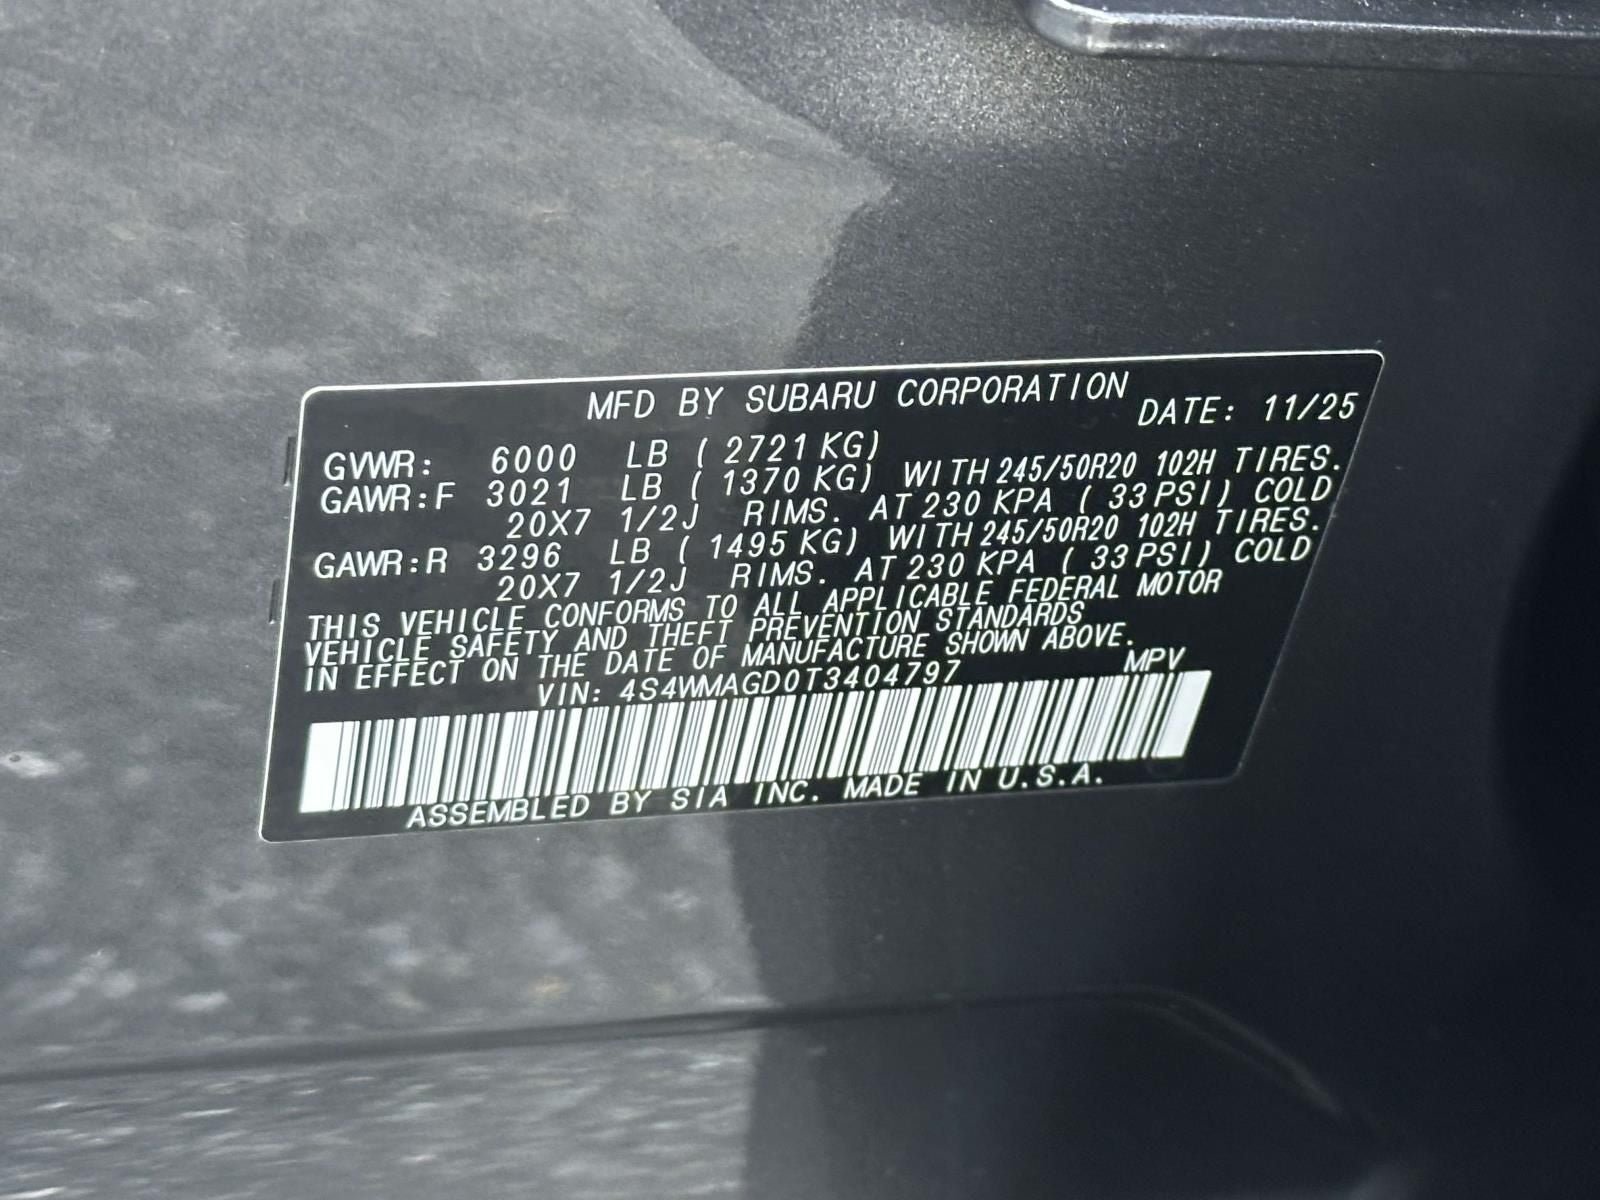 MFD BY SUBARU CORPORATION DATE: 11/25
GVWR: 6000 LB ( 2721 KG)
GAWR:F 3021 LB ( 1370 KG) WITH 245/50R20 102H TIRES.
20X7 1/2J RIMS. AT 230 KPA ( 33 PSI) COLD
GAWR:R 3296 LB ( 1495 KG) WITH 245/50R20 102H TIRES.
20X7 1/2J RIMS. AT 230 KPA ( 33 PSI) COLD
THIS VEHICLE CONFORMS TO ALL APPLICABLE FEDERAL MOTOR
VEHICLE SAFETY AND THEFT PREVENTION STANDARDS
IN EFFECT ON THE DATE OF MANUFACTURE SHOWN ABOVE.
VIN: 4S4WMAGD0T3404797 MPV
ASSEMBLED BY SIA INC. MADE IN U.S.A.